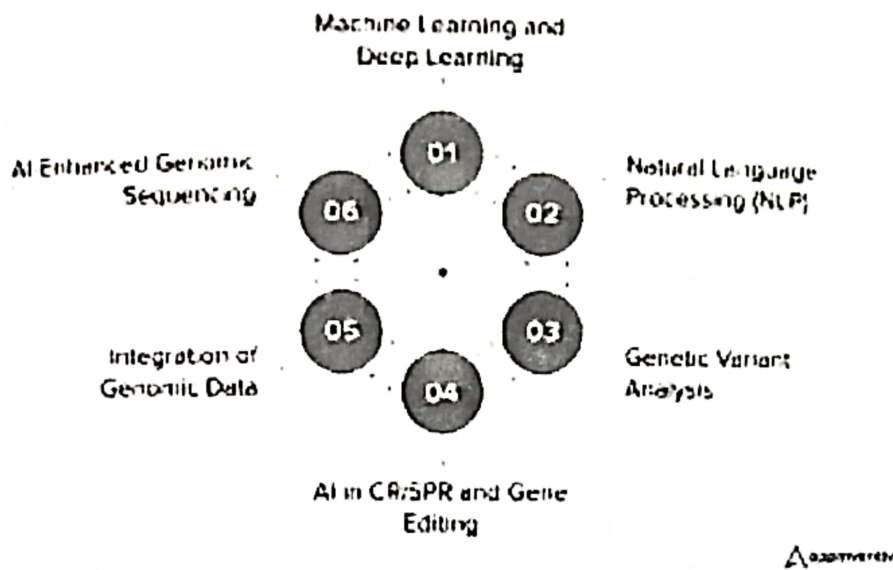 Machine Learning and
Deep Learning
01
AI Enhanced Genomic
Sequencing
06
02
Natural Language
Processing (NLP)
05
03
Integration of
Genomic Data
Genetic Variant
Analysis
04
AI in CRISPR and Gene
Editing